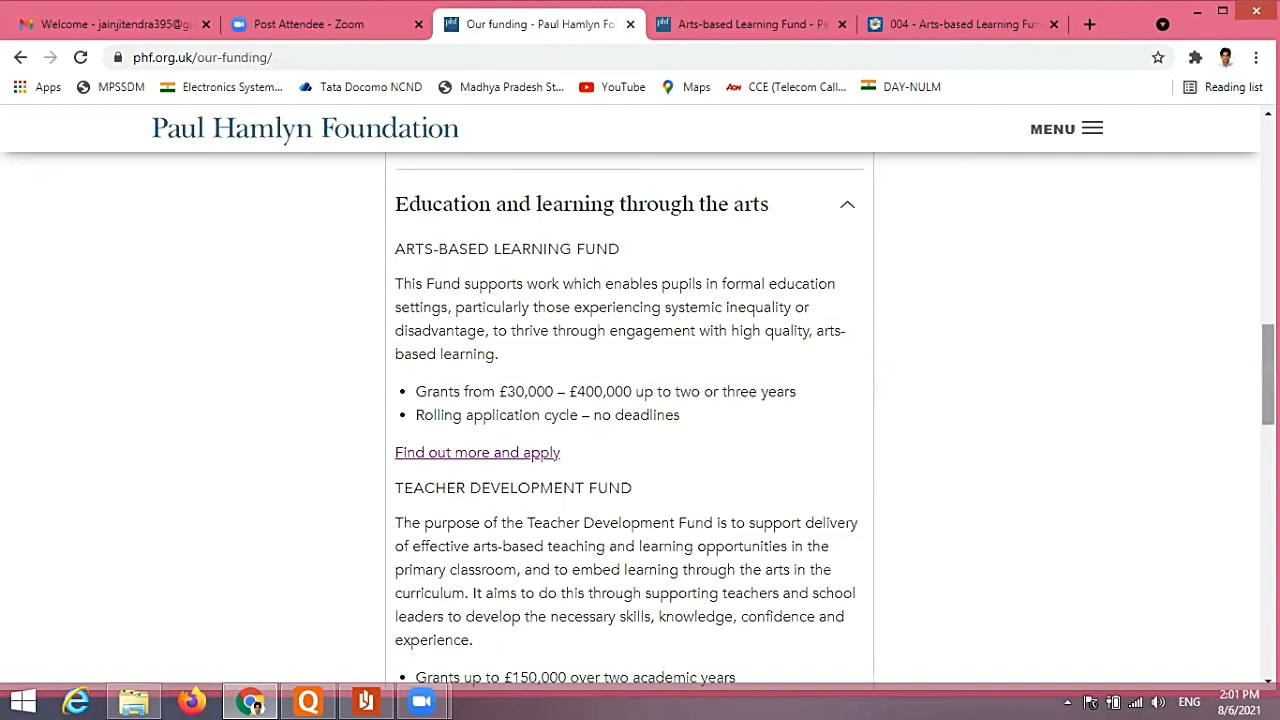 Welcome - jainjitendra395@g
Post Attendee - Zoom
Our funding - Paul Hamlyn Fo
Arts-based Learning Fund - Pa
004 - Arts-based Learning Fun
phf.org.uk/our-funding/
Apps
MPSSDM
Electronics System...
Tata Docomo NCND
Madhya Pradesh St...
YouTube
Maps
CCE (Telecom Call...
DAY-NULM
Reading list
Paul Hamlyn Foundation
MENU
Education and learning through the arts
ARTS-BASED LEARNING FUND
This Fund supports work which enables pupils in formal education
settings, particularly those experiencing systemic inequality or
disadvantage, to thrive through engagement with high quality, arts-
based learning.
• Grants from £30,000 – £400,000 up to two or three years
• Rolling application cycle – no deadlines
Find out more and apply
TEACHER DEVELOPMENT FUND
The purpose of the Teacher Development Fund is to support delivery
of effective arts-based teaching and learning opportunities in the
primary classroom, and to embed learning through the arts in the
curriculum. It aims to do this through supporting teachers and school
leaders to develop the necessary skills, knowledge, confidence and
experience.
• Grants up to £150,000 over two academic years
ENG
2:01 PM
8/6/2021